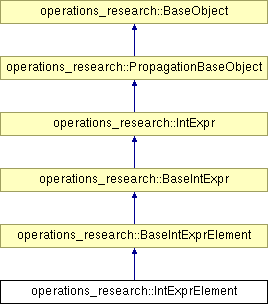 operations_research::BaseObject
operations_research::PropagationBaseObject
operations_research::IntExpr
operations_research::BaseIntExpr
operations_research::BaseIntExprElement
operations_research::IntExprElement